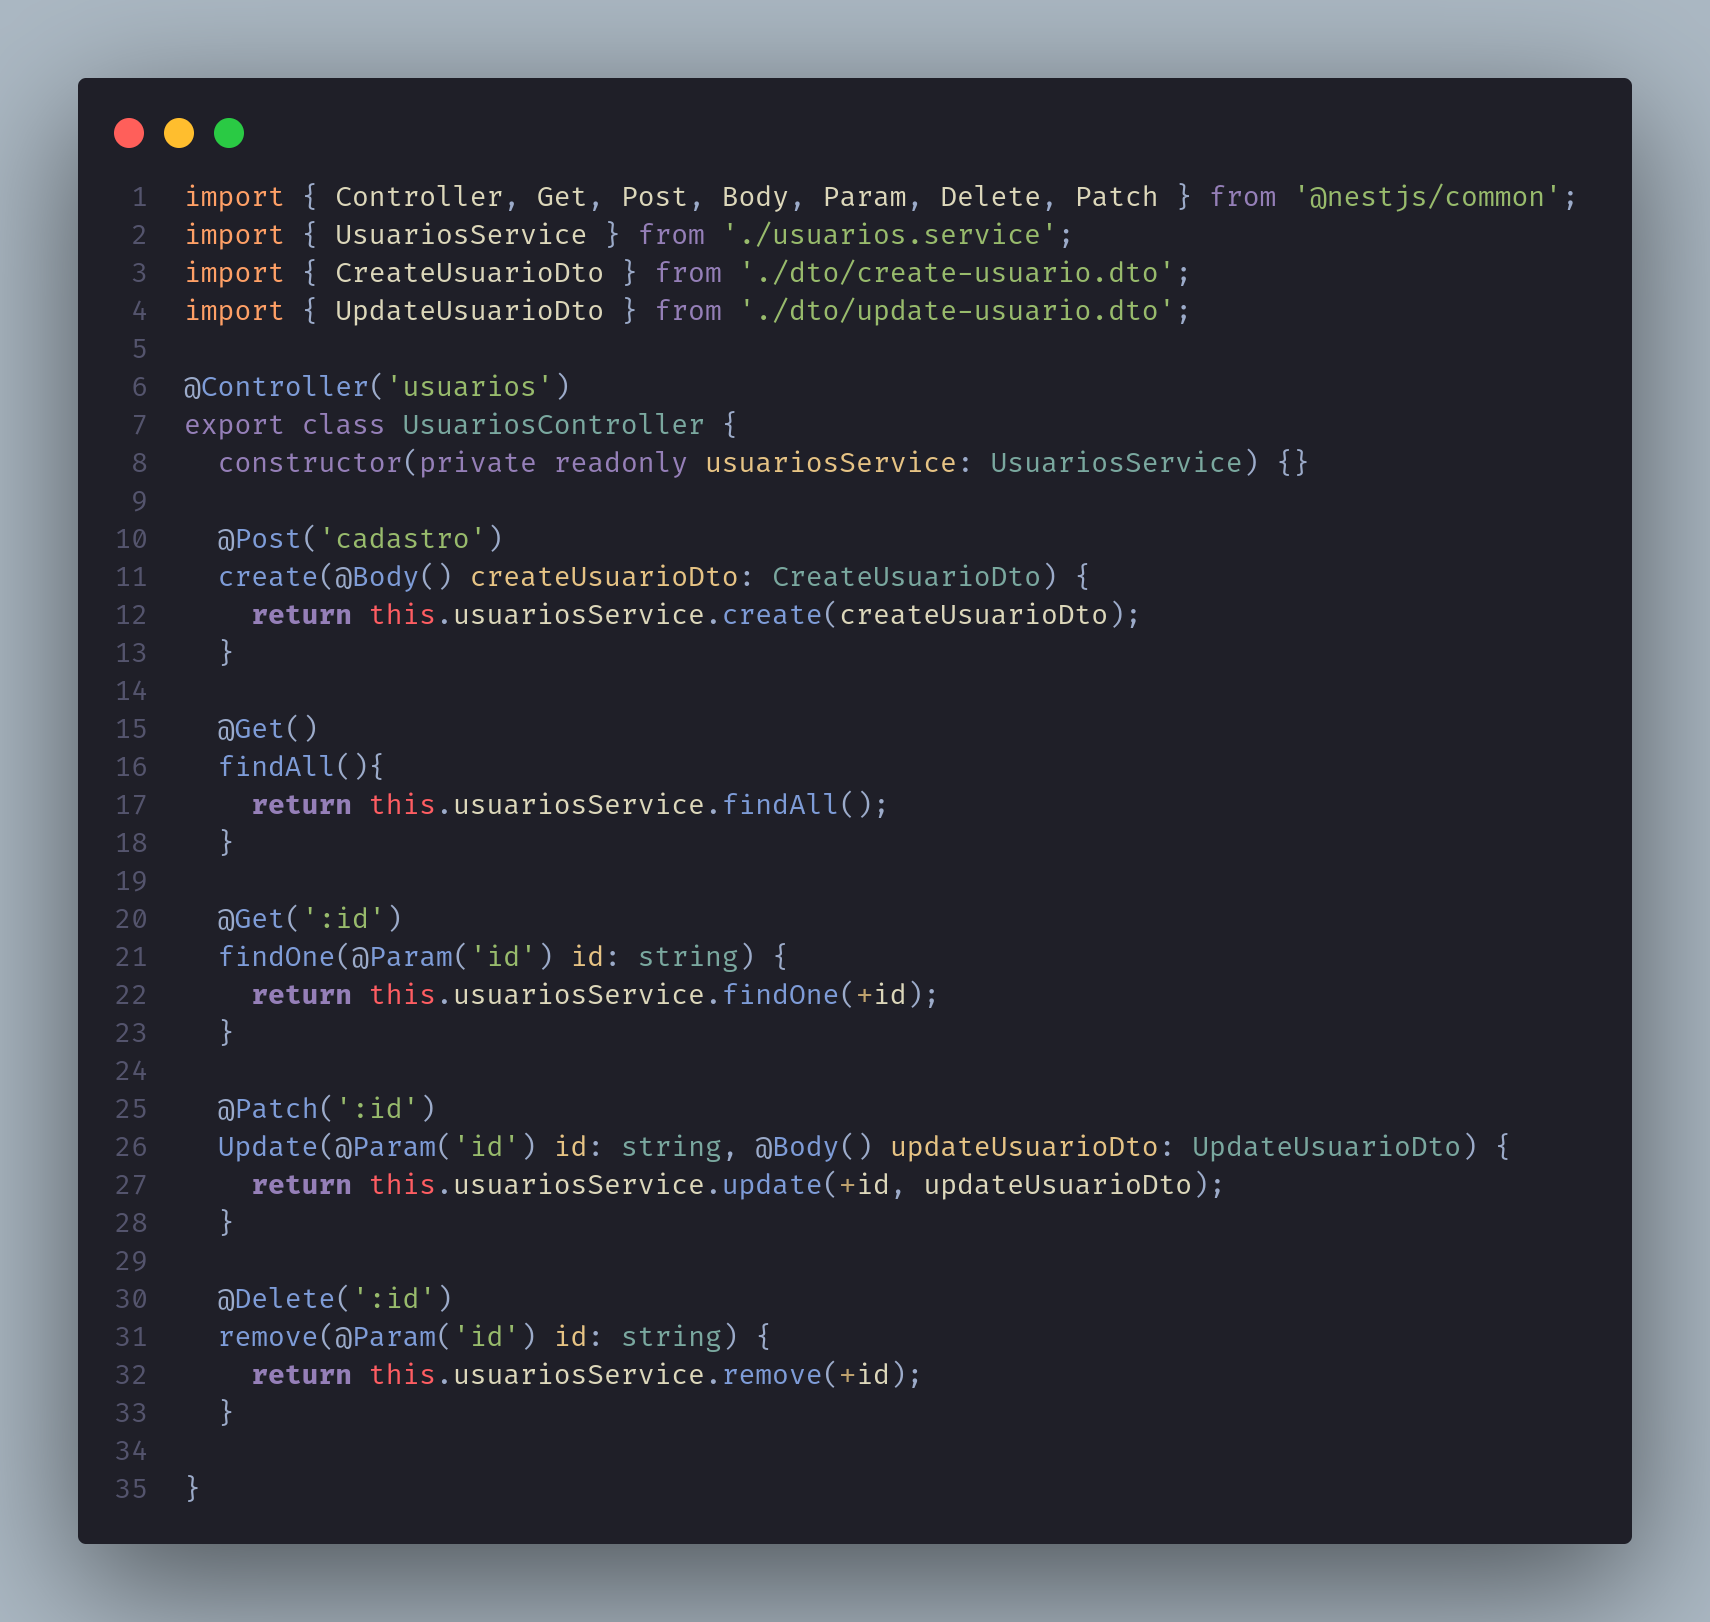 1 import { Controller, Get, Post, Body, Param, Delete, Patch } from '@nestjs/common';
2 import { UsuariosService } from './usuarios.service';
3 import { CreateUsuarioDto } from './dto/create-usuario.dto';
4 import { UpdateUsuarioDto } from './dto/update-usuario.dto';
5
6 @Controller('usuarios')
7 export class UsuariosController {
8   constructor(private readonly usuariosService: UsuariosService) {}
9
10   @Post('cadastro')
11   create(@Body() createUsuarioDto: CreateUsuarioDto) {
12     return this.usuariosService.create(createUsuarioDto);
13   }
14
15   @Get()
16   findAll(){
17     return this.usuariosService.findAll();
18   }
19
20   @Get(':id')
21   findOne(@Param('id') id: string) {
22     return this.usuariosService.findOne(+id);
23   }
24
25   @Patch(':id')
26   Update(@Param('id') id: string, @Body() updateUsuarioDto: UpdateUsuarioDto) {
27     return this.usuariosService.update(+id, updateUsuarioDto);
28   }
29
30   @Delete(':id')
31   remove(@Param('id') id: string) {
32     return this.usuariosService.remove(+id);
33   }
34
35 }